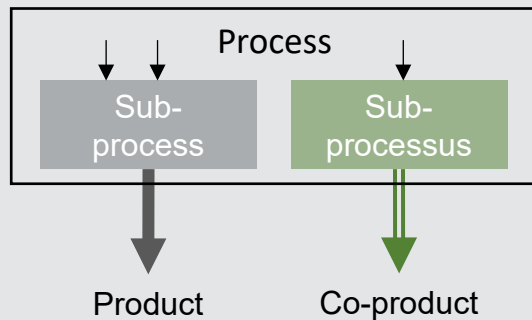 Process
Sub-
process
Sub-
processus
Product
Co-product